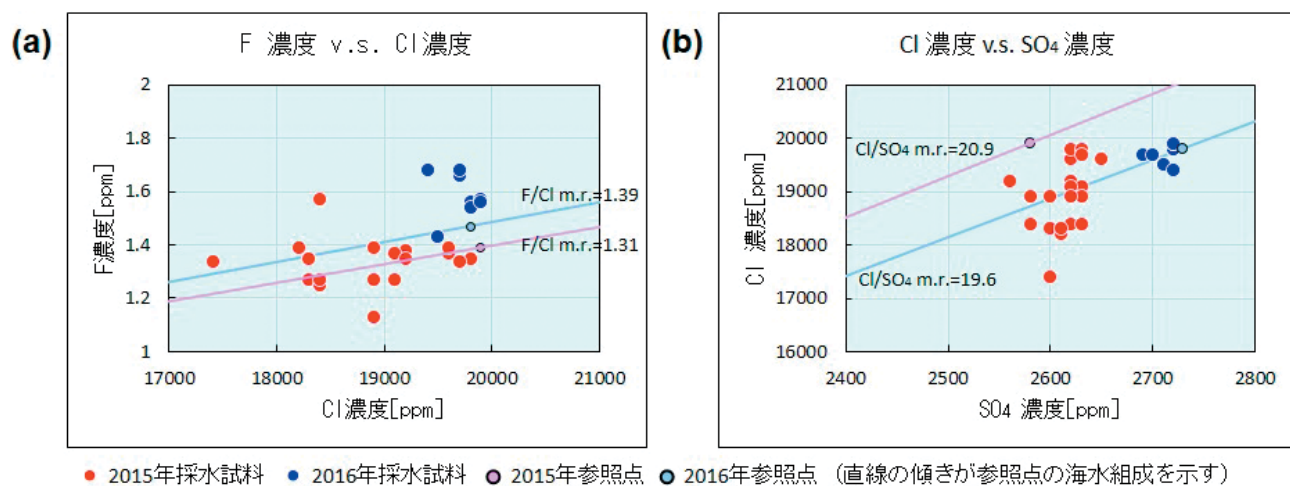 (a)
F 濃度 v.s. Cl濃度
F濃度[ppm]
2
1.8
1.6
1.4
1.2
1
F/Cl m.r.=1.39
F/Cl m.r.=1.31
17000 18000 19000 20000 21000
Cl濃度[ppm]
(b)
Cl 濃度 v.s. SO₄ 濃度
Cl 濃度[ppm]
21000
20000
19000
18000
17000
16000
Cl/SO₄ m.r.=20.9
Cl/SO₄ m.r.=19.6
2400 2500 2600 2700 2800
SO₄ 濃度[ppm]
2015年採水試料 2016年採水試料 2015年参照点 2016年参照点 (直線の傾きが参照点の海水組成を示す)